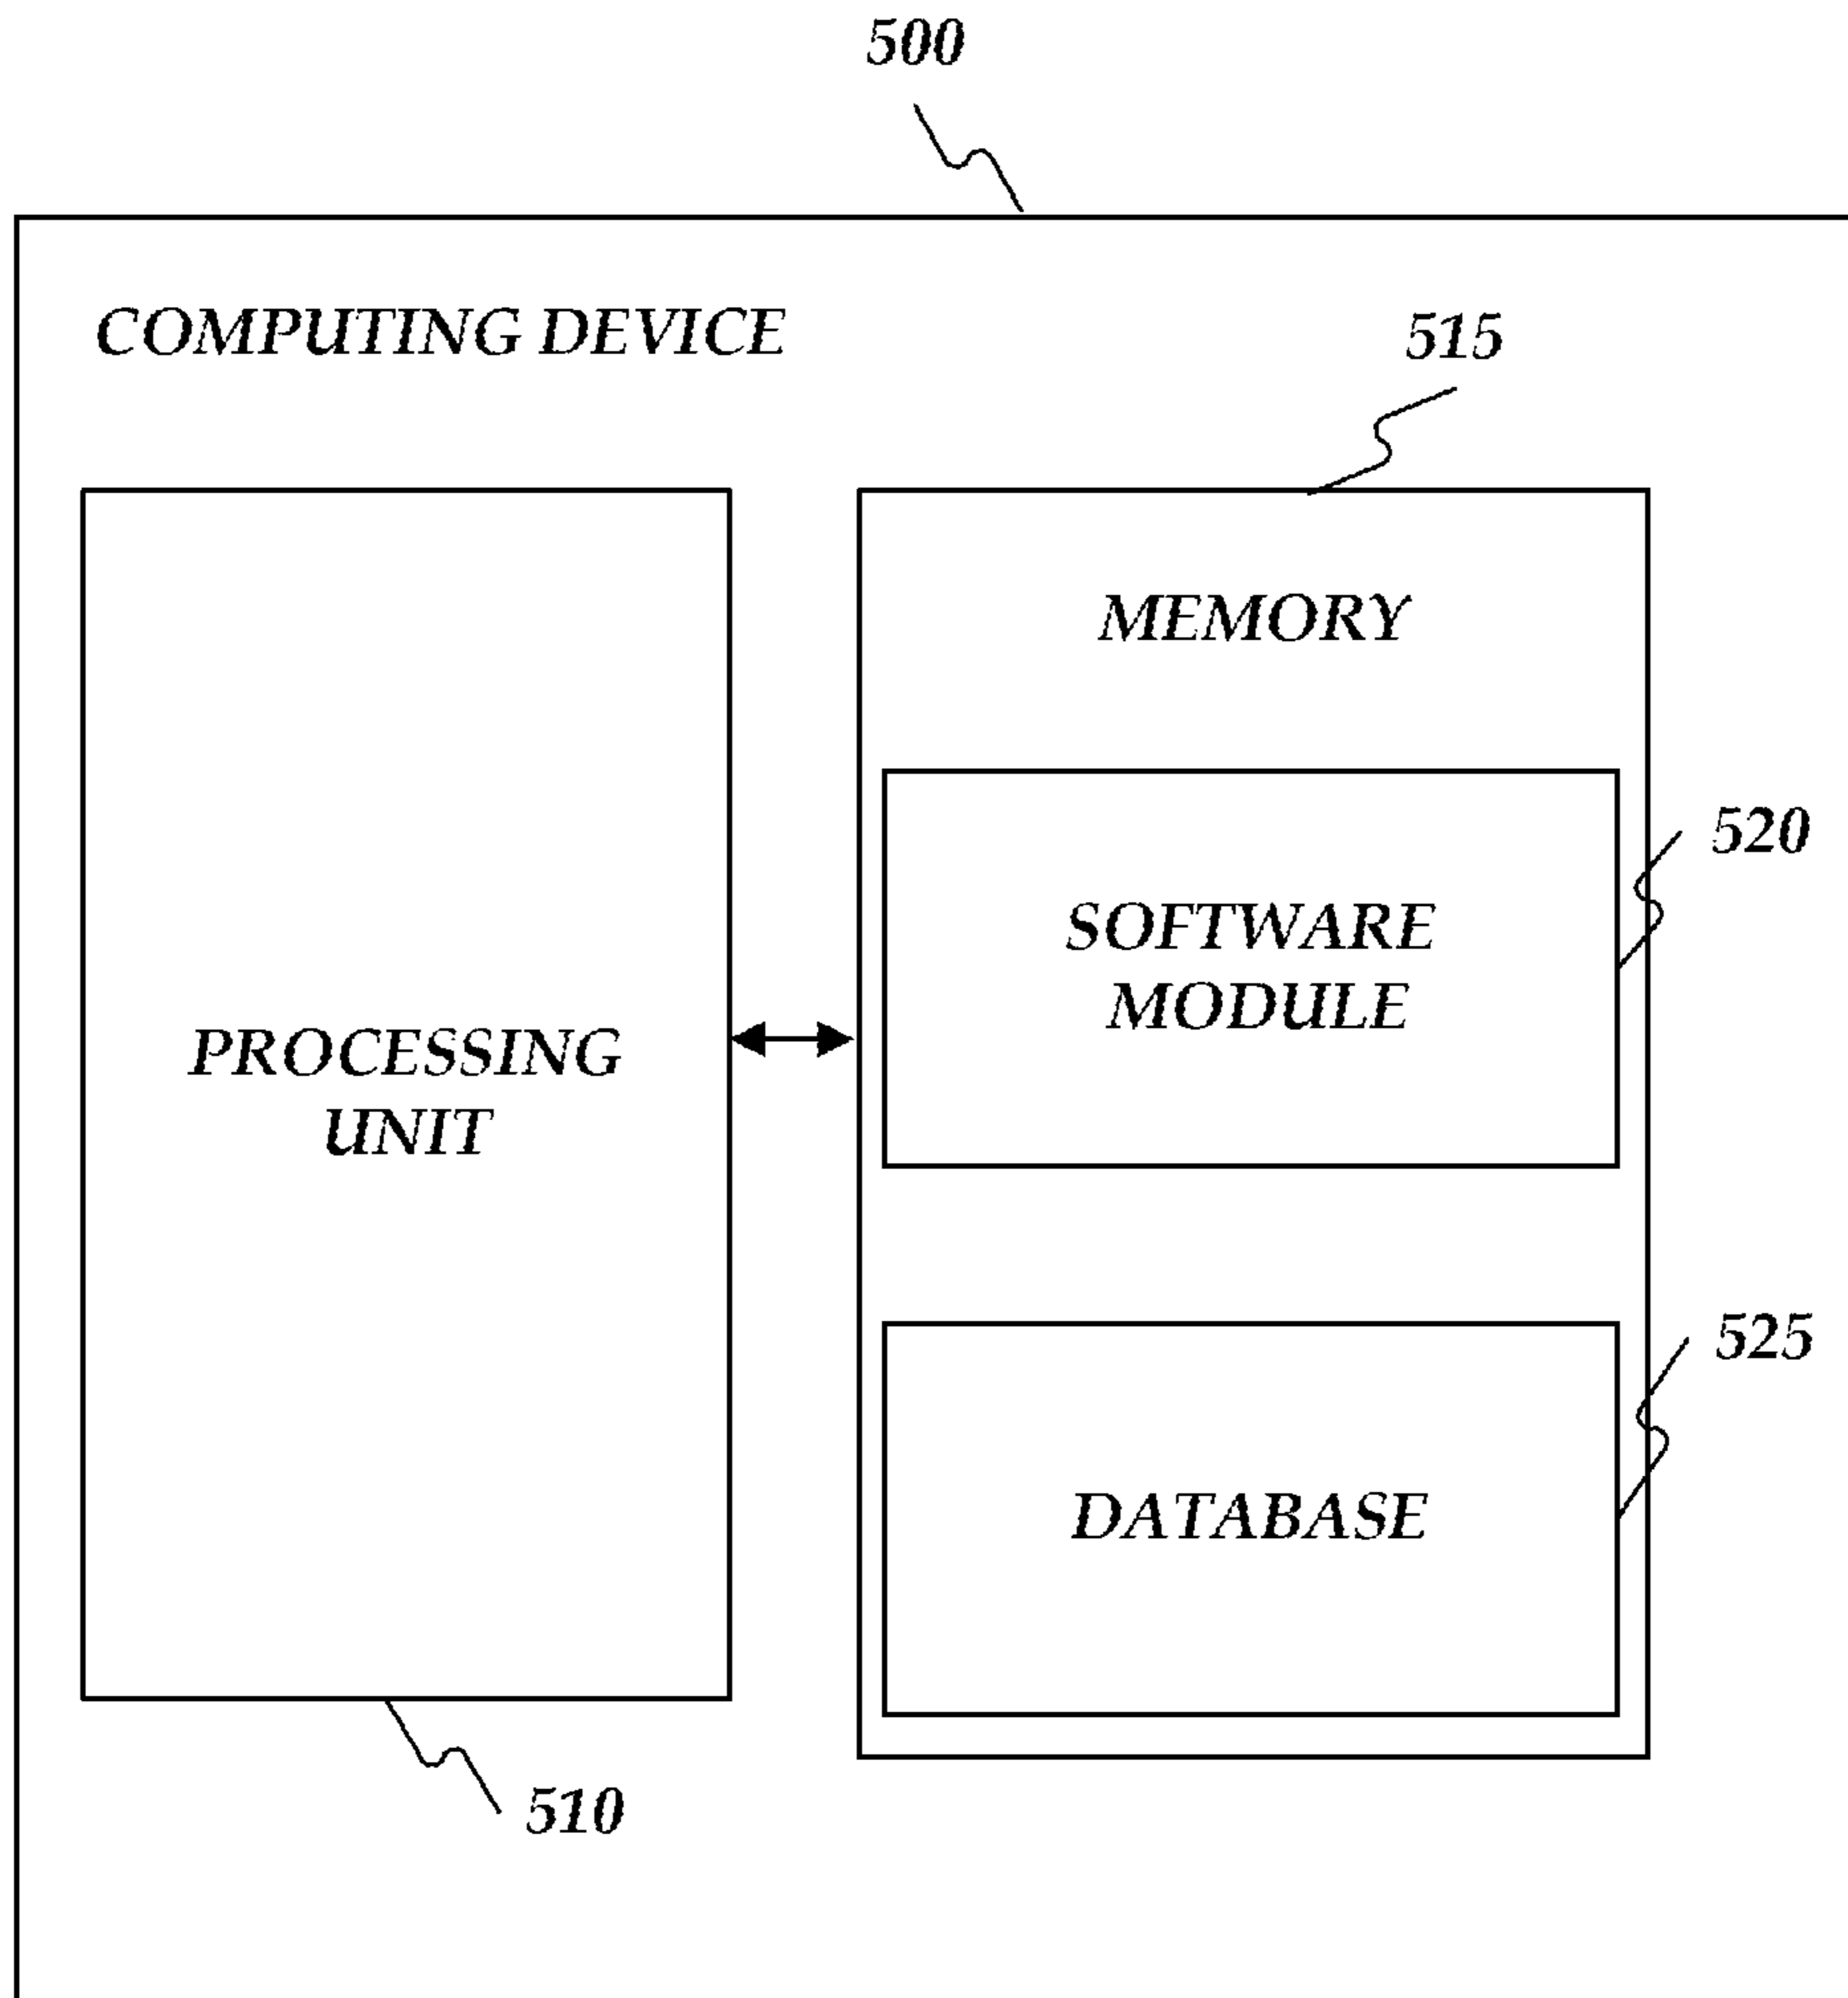 500
COMPUTING DEVICE
515
MEMORY
520
SOFTWARE
MODULE
PROCESSING
UNIT
525
DATABASE
510